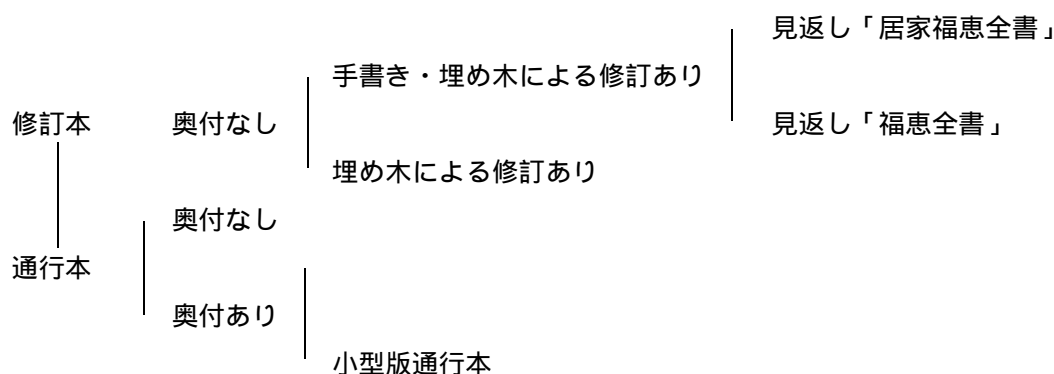 見返し「居家福恵全書」
手書き・埋め木による修訂あり
修訂本 奥付なし 見返し「福恵全書」
埋め木による修訂あり
奥付なし
通行本
奥付あり
小型版通行本